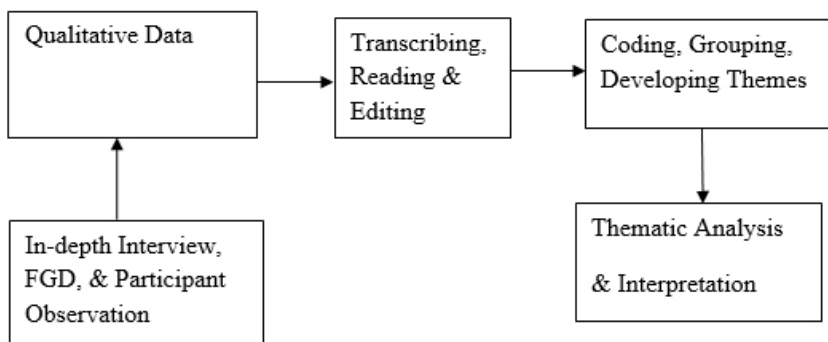 Qualitative Data
Transcribing,
Reading &
Editing
Coding, Grouping,
Developing Themes
In-depth Interview,
FGD, & Participant
Observation
Thematic Analysis
& Interpretation